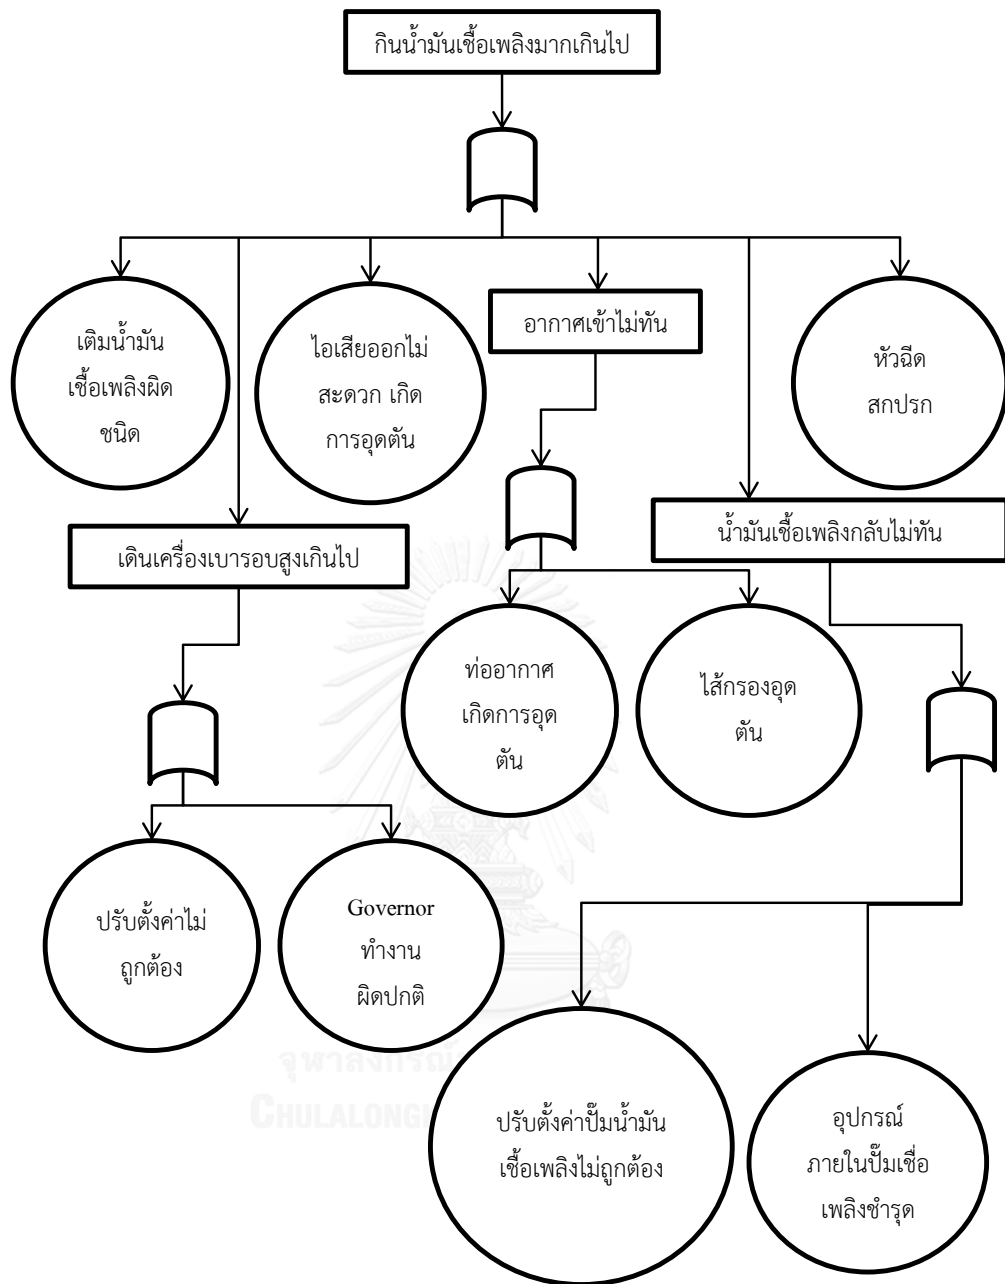 กินน้ำมันเชื้อเพลิงมากเกินไป
เติมน้ำมัน
เชื้อเพลิงผิด
ชนิด
ไอเสียออกไม่
สะดวก เกิด
การอุดตัน
อากาศเข้าไม่ทัน
หัวฉีด
สกปรก
เดินเครื่องเบารอบสูงเกินไป
น้ำมันเชื้อเพลิงกลับไม่ทัน
ท่ออากาศ
เกิดการอุด
ตัน
ไส้กรองอุด
ตัน
ปรับตั้งค่าไม่
ถูกต้อง
Governor
ทำงาน
ผิดปกติ
ปรับตั้งค่าปั๊มน้ำมัน
เชื้อเพลิงไม่ถูกต้อง
อุปกรณ์
ภายในปั๊มเชื่อ
เพลิงชำรุด